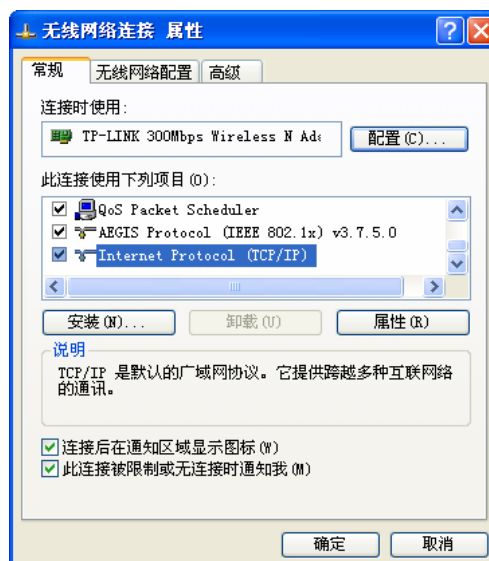 无线网络连接 属性
常规 无线网络配置 高级
连接时使用:
TP-LINK 300Mbps Wireless N Ada 配置(C)...
此连接使用下列项目(O):
QoS Packet Scheduler
AEGIS Protocol (IEEE 802.1x) v3.7.5.0
Internet Protocol (TCP/IP)
安装(N)... 卸载(U) 属性(R)
说明
TCP/IP 是默认的广域网协议。它提供跨越多种互联网络
的通讯。
连接后在通知区域显示图标(W)
此连接被限制或无连接时通知我(M)
确定 取消